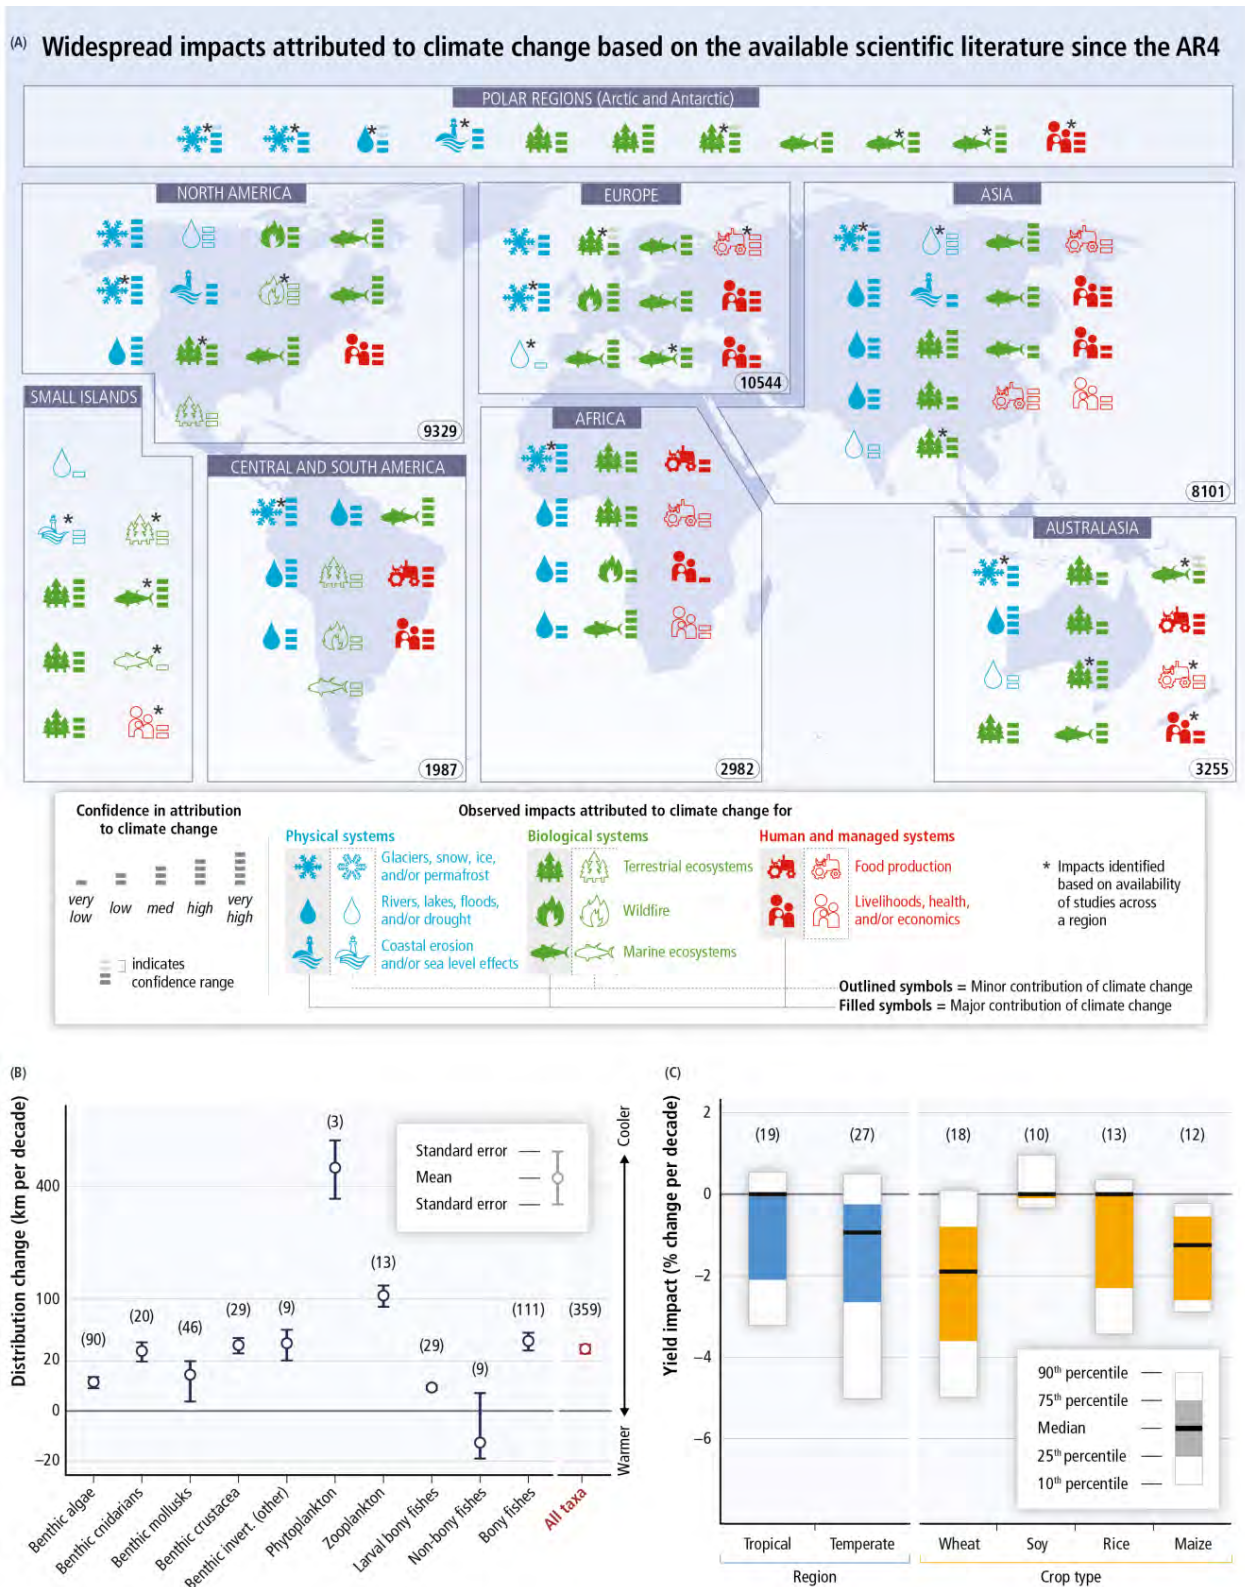 (A) Widespread impacts attributed to climate change based on the available scientific literature since the AR4
POLAR REGIONS (Arctic and Antarctic)
NORTH AMERICA
EUROPE
ASIA
10544
SMALL ISLANDS
AFRICA
9329
CENTRAL AND SOUTH AMERICA
8101
AUSTRALASIA
1987
2982
3255
Confidence in attribution
to climate change
very
low
low
med
high
very
high
indicates
confidence range
Observed impacts attributed to climate change for
Physical systems
Glaciers, snow, ice,
and/or permafrost
Rivers, lakes, floods,
and/or drought
Coastal erosion
and/or sea level effects
Biological systems
Terrestrial ecosystems
Wildfire
Marine ecosystems
Human and managed systems
Food production
Livelihoods, health,
and/or economics
* Impacts identified
based on availability
of studies across
a region
Outlined symbols = Minor contribution of climate change
Filled symbols = Major contribution of climate change
(B)
Distribution change (km per decade)
400
100
20
0
−20
(90)
(20)
(46)
(29)
(9)
(3)
(13)
(29)
(9)
(111)
(359)
Standard error
Mean
Standard error
Cooler
Warmer
Benthic algae
Benthic cnidarians
Benthic mollusks
Benthic crustacea
Benthic invert. (other)
Phytoplankton
Zooplankton
Larval bony fishes
Non-bony fishes
Bony fishes
All taxa
(C)
Yield impact (% change per decade)
2
0
−2
−4
−6
(19)
(27)
(18)
(10)
(13)
(12)
90th percentile
75th percentile
Median
25th percentile
10th percentile
Tropical
Temperate
Wheat
Soy
Rice
Maize
Region
Crop type